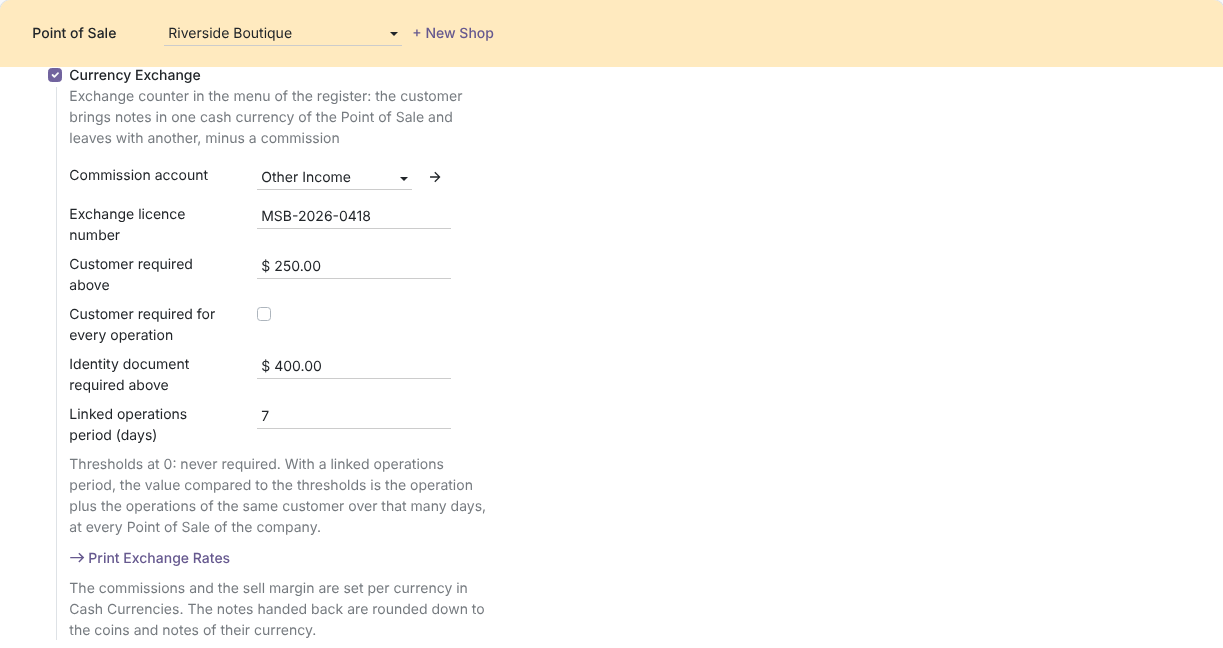 Point of Sale
Riverside Boutique
+ New Shop
Currency Exchange
Exchange counter in the menu of the register: the customer
brings notes in one cash currency of the Point of Sale and
leaves with another, minus a commission
Commission account
Other Income
Exchange licence
number
MSB-2026-0418
Customer required
above
$ 250.00
Customer required for
every operation
Identity document
required above
$ 400.00
Linked operations
period (days)
7
Thresholds at 0: never required. With a linked operations
period, the value compared to the thresholds is the operation
plus the operations of the same customer over that many days,
at every Point of Sale of the company.
Print Exchange Rates
The commissions and the sell margin are set per currency in
Cash Currencies. The notes handed back are rounded down to
the coins and notes of their currency.